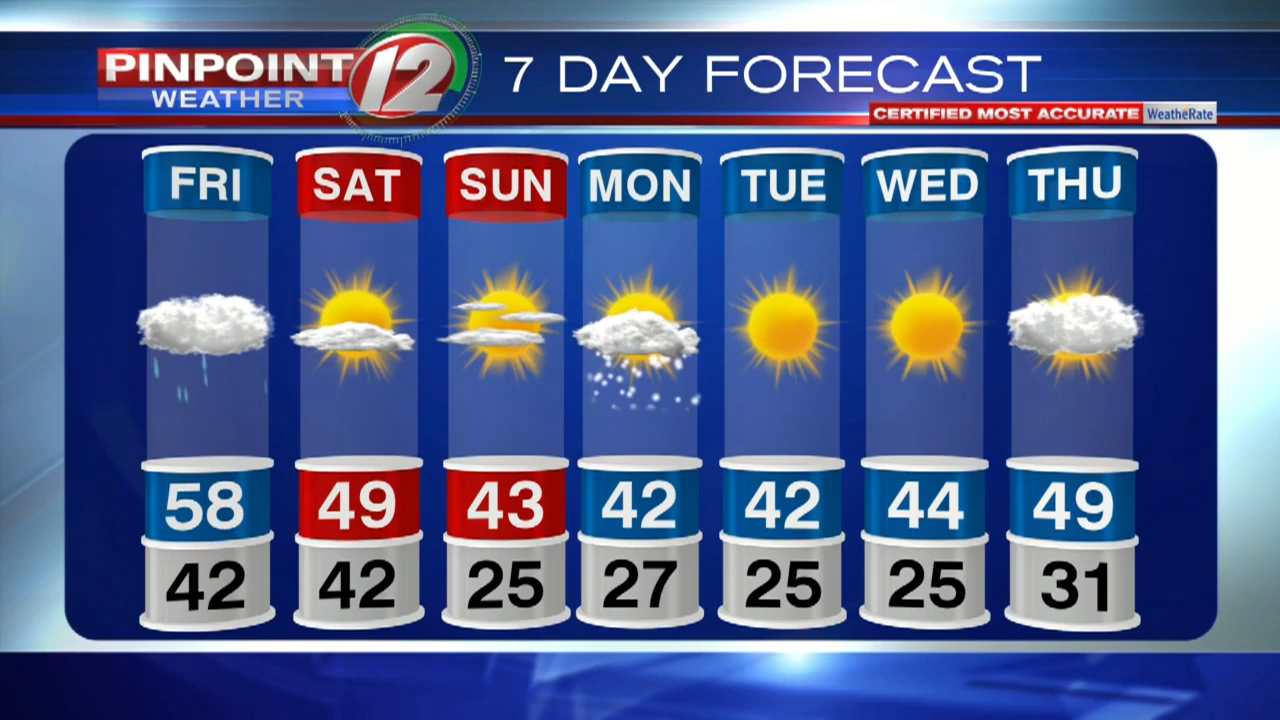 PINPOINT 12
WEATHER
7 DAY FORECAST
CERTIFIED MOST ACCURATE WeatheRate
FRI SAT SUN MON TUE WED THU
58 49 43 42 42 44 49
42 42 25 27 25 25 31